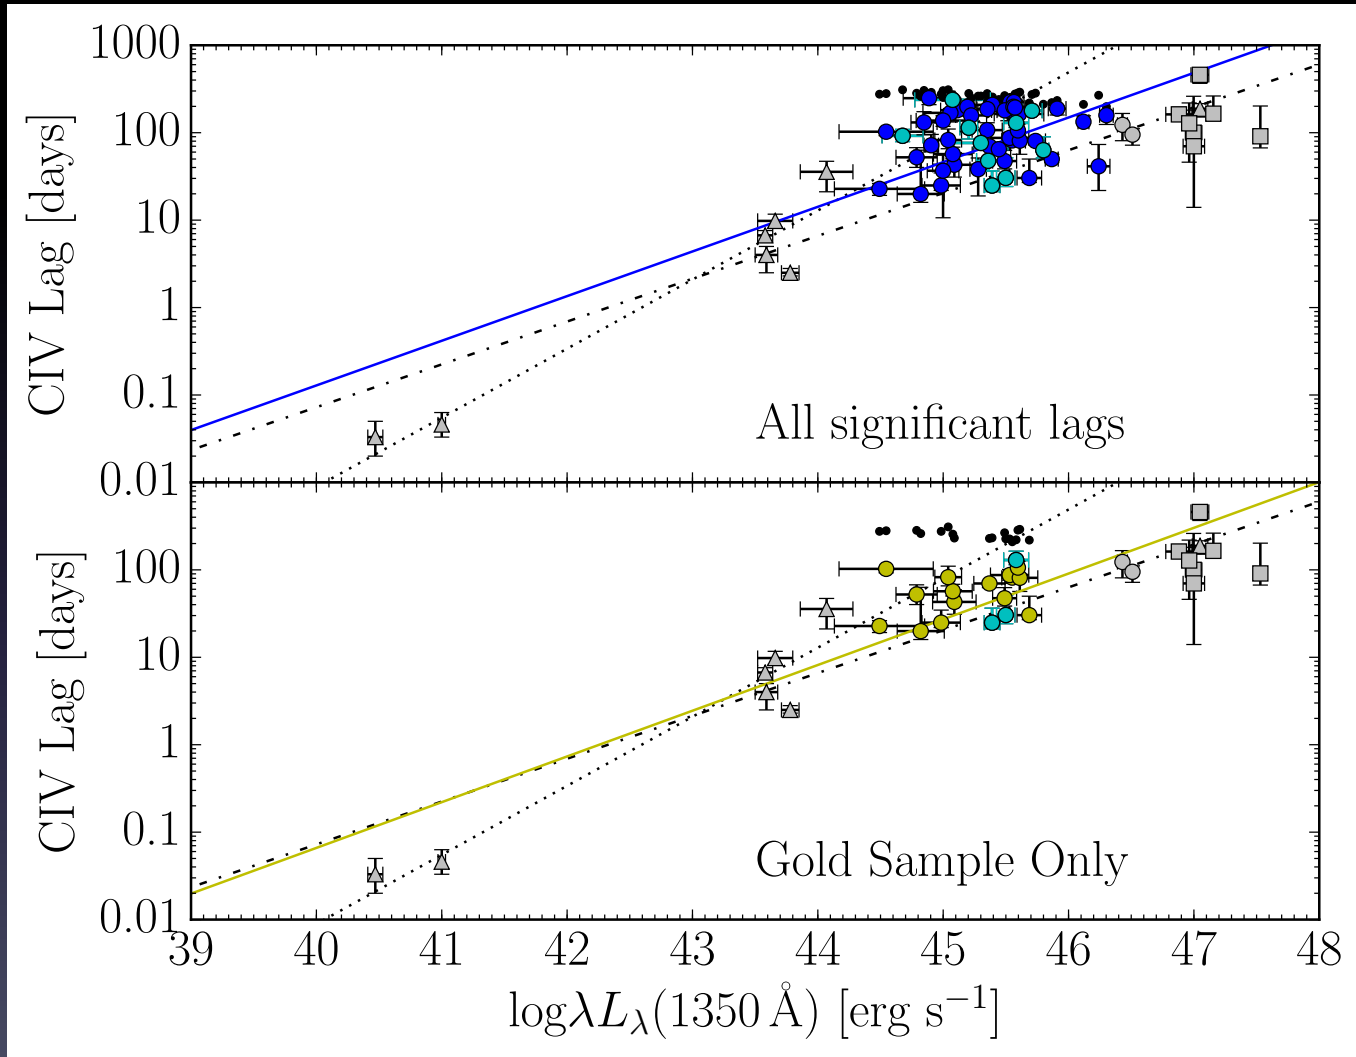 1000
100
10
1
0.1
0.01
CIV Lag [days]
All significant lags
100
10
1
0.1
0.01
CIV Lag [days]
Gold Sample Only
39 40 41 42 43 44 45 46 47 48
logλLλ(1350 Å) [erg s−1]